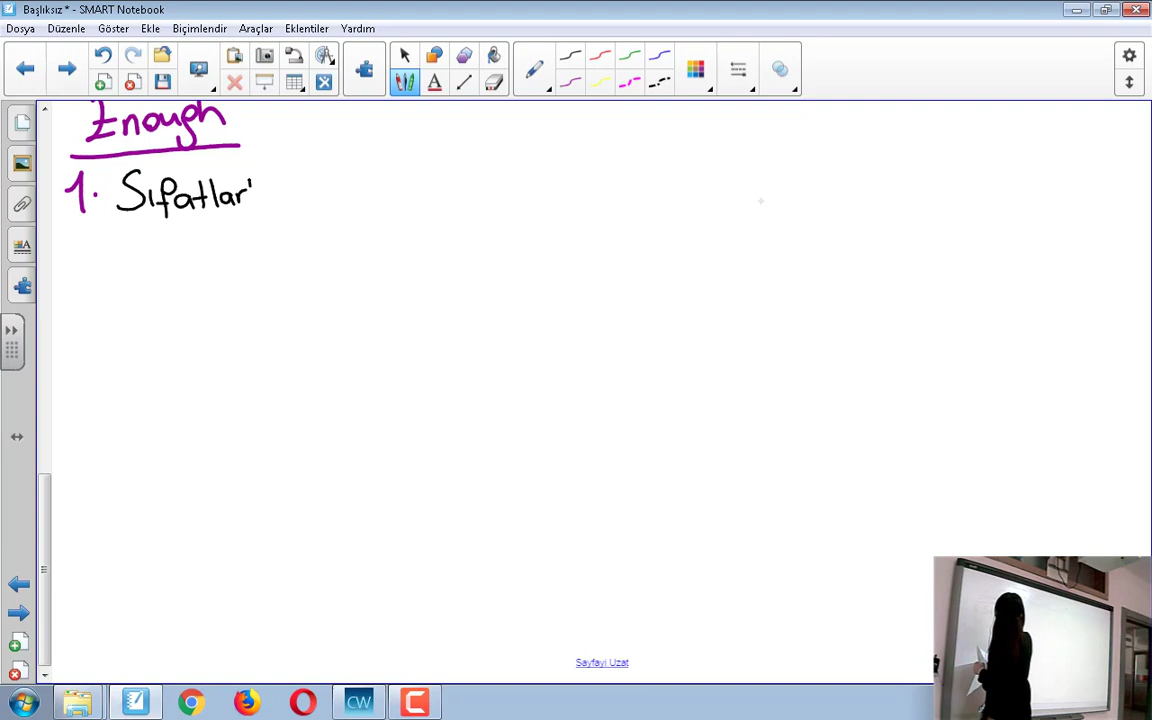 Başlıksız * - SMART Notebook
Dosya Düzenle Göster Ekle Biçimlendir Araçlar Eklentiler Yardım
Enough
1. Sıfatlar'
Sayfayı Uzat
CW